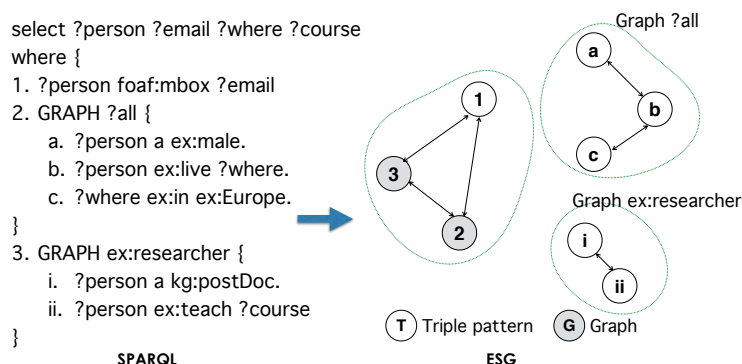 select ?person ?email ?where ?course
where {
1. ?person foaf:mbox ?email
2. GRAPH ?all {
a. ?person a ex:male.
b. ?person ex:live ?where.
c. ?where ex:in ex:Europe.
}
3. GRAPH ex:researcher {
i. ?person a kg:postDoc.
ii. ?person ex:teach ?course
}
SPARQL
1
3
2
Graph ?all
a
b
c
Graph ex:researcher
i
ii
T Triple pattern G Graph
ESG